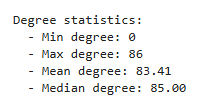 Degree statistics:
- Min degree: 0
- Max degree: 86
- Mean degree: 83.41
- Median degree: 85.00